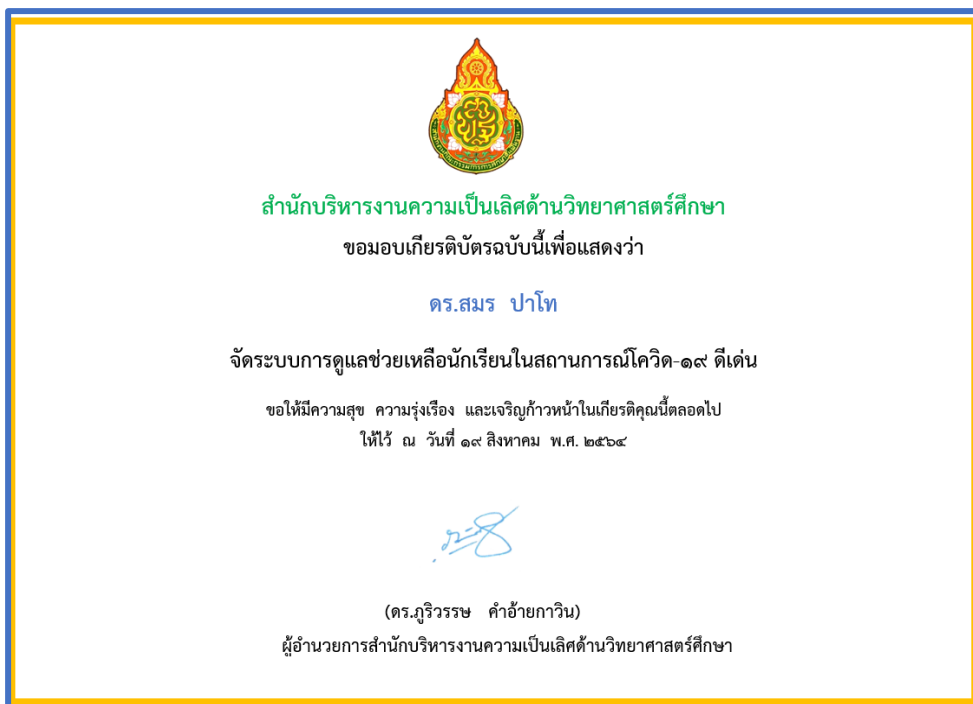 สำนักบริหารงานความเป็นเลิศด้านวิทยาศาสตร์ศึกษา
ขอมอบเกียรติบัตรฉบับนี้เพื่อแสดงว่า
ดร.สมร ปาโท
จัดระบบการดูแลช่วยเหลือนักเรียนในสถานการณ์โควิด-๑๙ ดีเด่น
ขอให้มีความสุข ความรุ่งเรือง และเจริญก้าวหน้าในเกียรติคุณนี้ตลอดไป
ให้ไว้ ณ วันที่ ๑๙ สิงหาคม พ.ศ. ๒๕๖๔
(ดร.ภูริวรรษ คำอ้ายกาวิน)
ผู้อำนวยการสำนักบริหารงานความเป็นเลิศด้านวิทยาศาสตร์ศึกษา